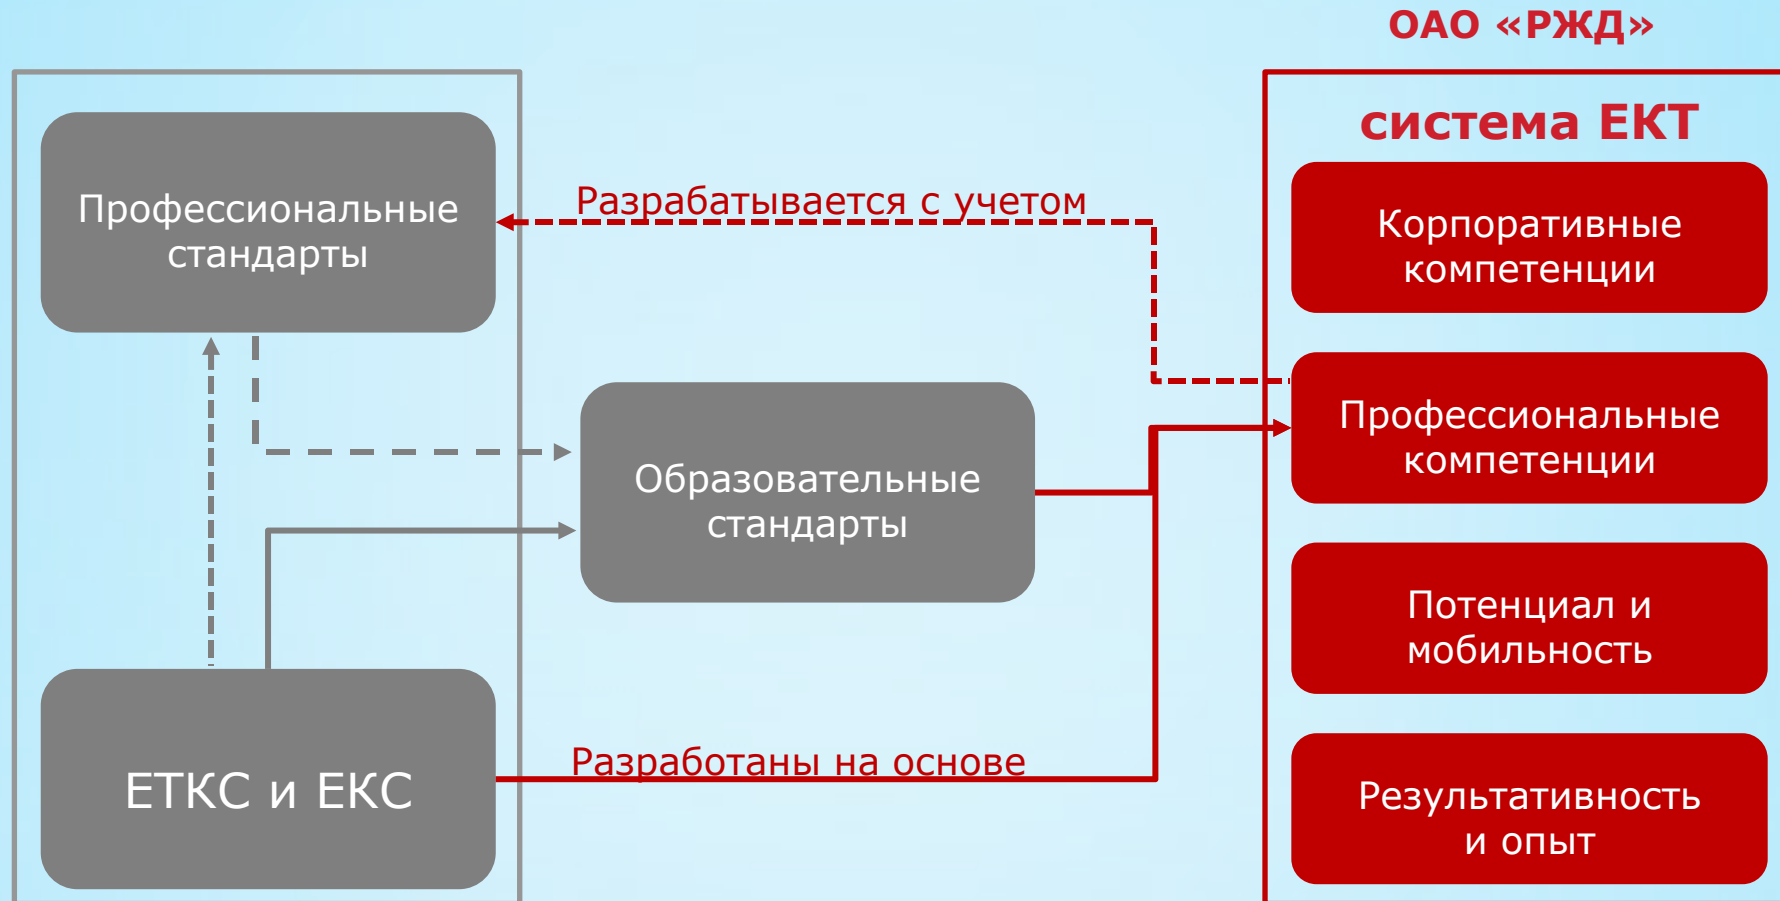 ОАО «РЖД»
система ЕКТ
Профессиональные
стандарты
Разрабатывается с учетом
Корпоративные
компетенции
Профессиональные
компетенции
Образовательные
стандарты
Потенциал и
мобильность
ЕТКС и ЕКС
Разработаны на основе
Результативность
и опыт